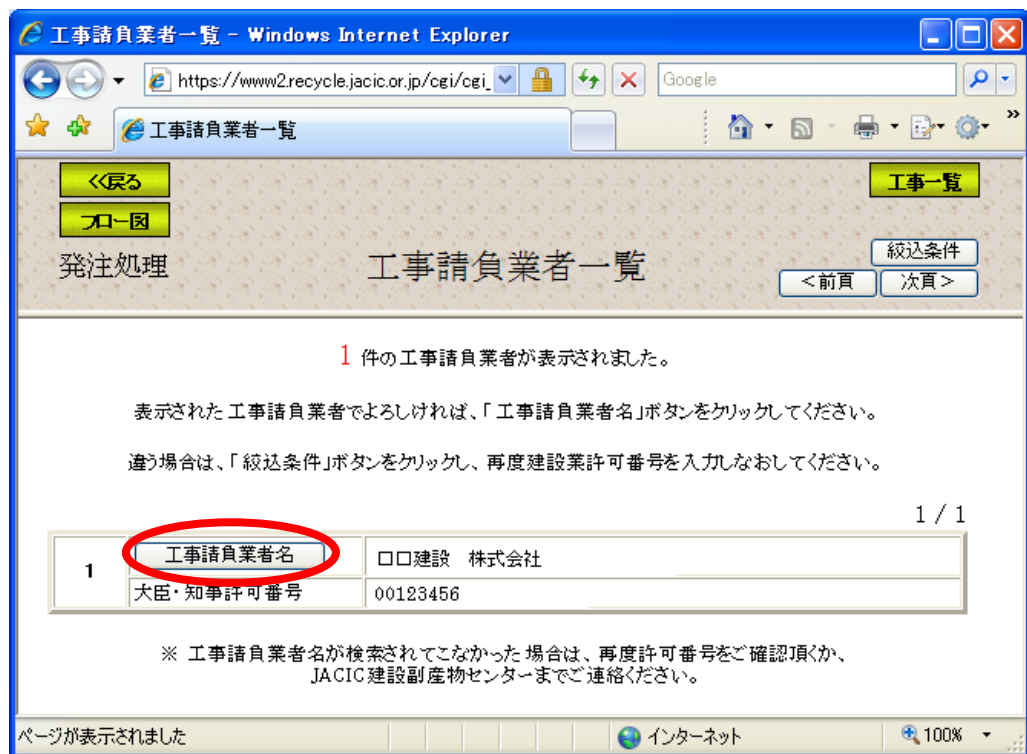 工事請負業者一覧 - Windows Internet Explorer
https://www2.recycle.jacic.or.jp/cgi/cgi_
Google
工事請負業者一覧
<<戻る
工事一覧
フロー図
発注処理
工事請負業者一覧
絞込条件
<前頁
次頁>
1 件の工事請負業者が表示されました。
表示された工事請負業者でよろしければ、「工事請負業者名」ボタンをクリックしてください。
違う場合は、「絞込条件」ボタンをクリックし、再度建設業許可番号を入力しなおしてください。
1 / 1
1
工事請負業者名
口口建設 株式会社
大臣・知事許可番号
00123456
※ 工事請負業者名が検索されてこなかった場合は、再度許可番号をご確認頂くか、
JACIC建設副産物センターまでご連絡ください。
ページが表示されました
インターネット
100%